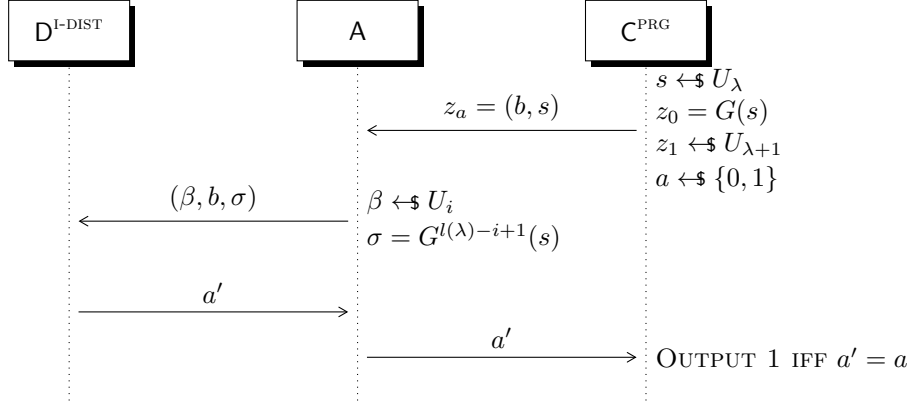 D^I-DIST A C^PRG
s ←$ U_λ
z_0 = G(s)
z_a = (b, s)
z_1 ←$ U_{λ+1}
a ←$ {0, 1}
(β, b, σ)
β ←$ U_i
σ = G^{l(λ)−i+1}(s)
a′
a′
OUTPUT 1 IFF a′ = a